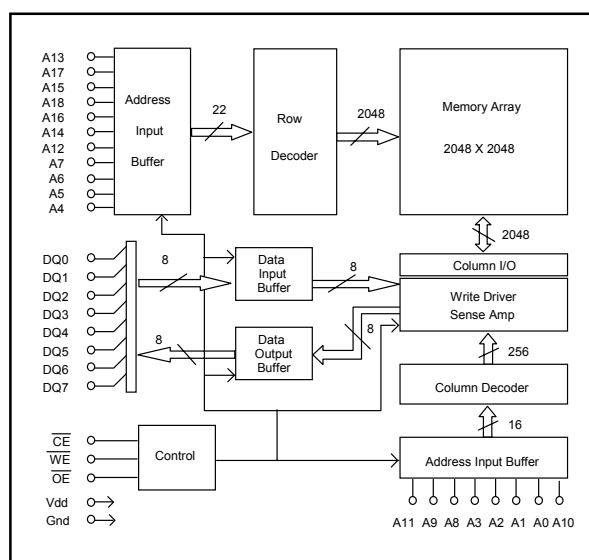 A13
A17
A15
A18
A16
A14
A12
A7
A6
A5
A4
Address
Input
Buffer
22
Row
Decoder
2048
Memory Array
2048 X 2048
2048
DQ0
DQ1
DQ2
DQ3
DQ4
DQ5
DQ6
DQ7
8
Data
Input
Buffer
8
Column I/O
Write Driver
Sense Amp
8
Data
Output
Buffer
8
256
Column Decoder
16
CE
WE
OE
Control
Address Input Buffer
Vdd
Gnd
A11 A9 A8 A3 A2 A1 A0 A10